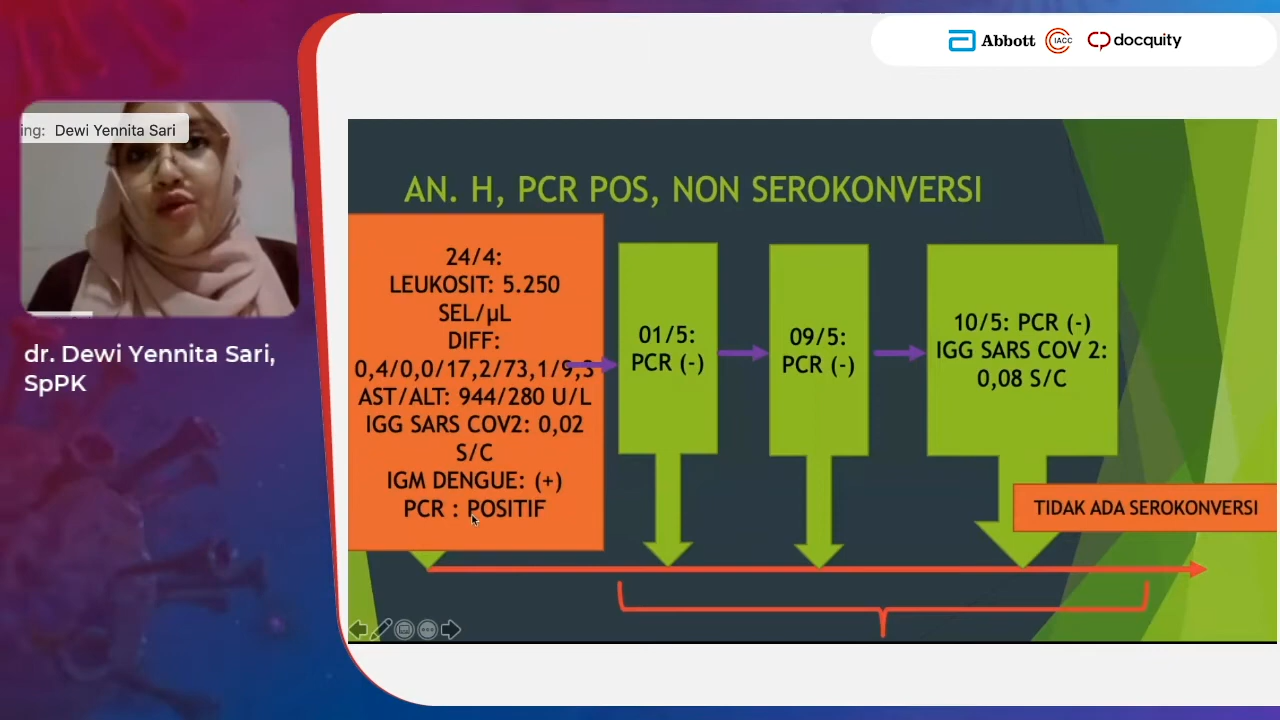 Abbott IACC docquity
ing: Dewi Yennita Sari
dr. Dewi Yennita Sari,
SpPK
AN. H, PCR POS, NON SEROKONVERSI
24/4:
LEUKOSIT: 5.250
SEL/µL
DIFF:
0,4/0,0/17,2/73,1/9,3
AST/ALT: 944/280 U/L
IGG SARS COV2: 0,02
S/C
IGM DENGUE: (+)
PCR : POSITIF
01/5:
PCR (-)
09/5:
PCR (-)
10/5: PCR (-)
IGG SARS COV 2:
0,08 S/C
TIDAK ADA SEROKONVERSI